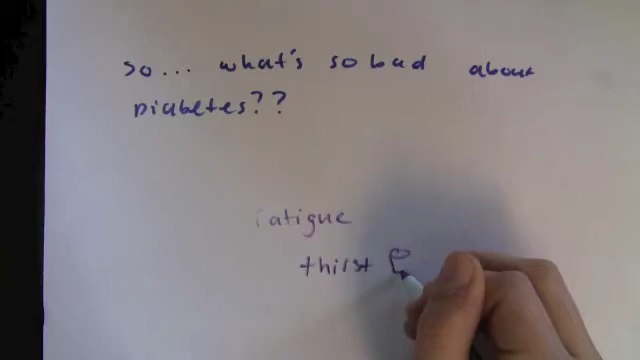 so... what's so bad about
Diabetes??
fatigue
thirst